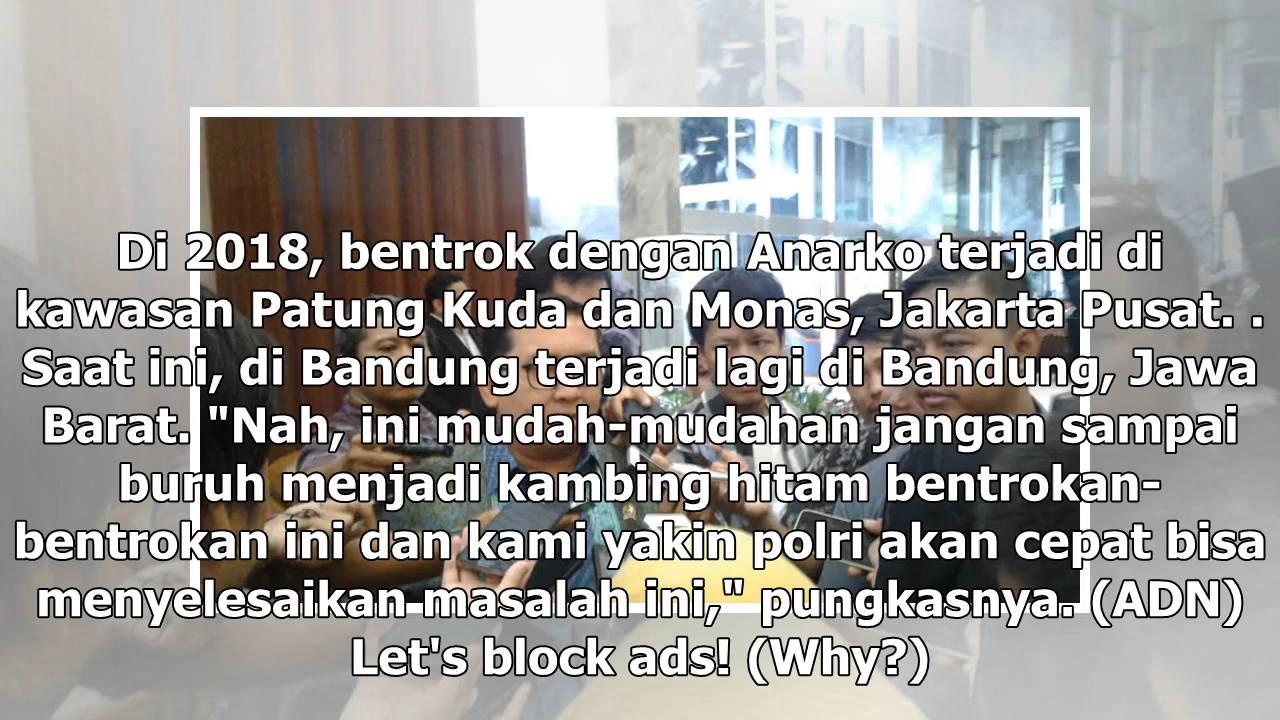 Di 2018, bentrok dengan Anarko terjadi di
kawasan Patung Kuda dan Monas, Jakarta Pusat. .
Saat ini, di Bandung terjadi lagi di Bandung, Jawa
Barat. "Nah, ini mudah-mudahan jangan sampai
buruh menjadi kambing hitam bentrokan-
bentrokan ini dan kami yakin polri akan cepat bisa
menyelesaikan masalah ini," pungkasnya. (ADN)
Let's block ads! (Why?)